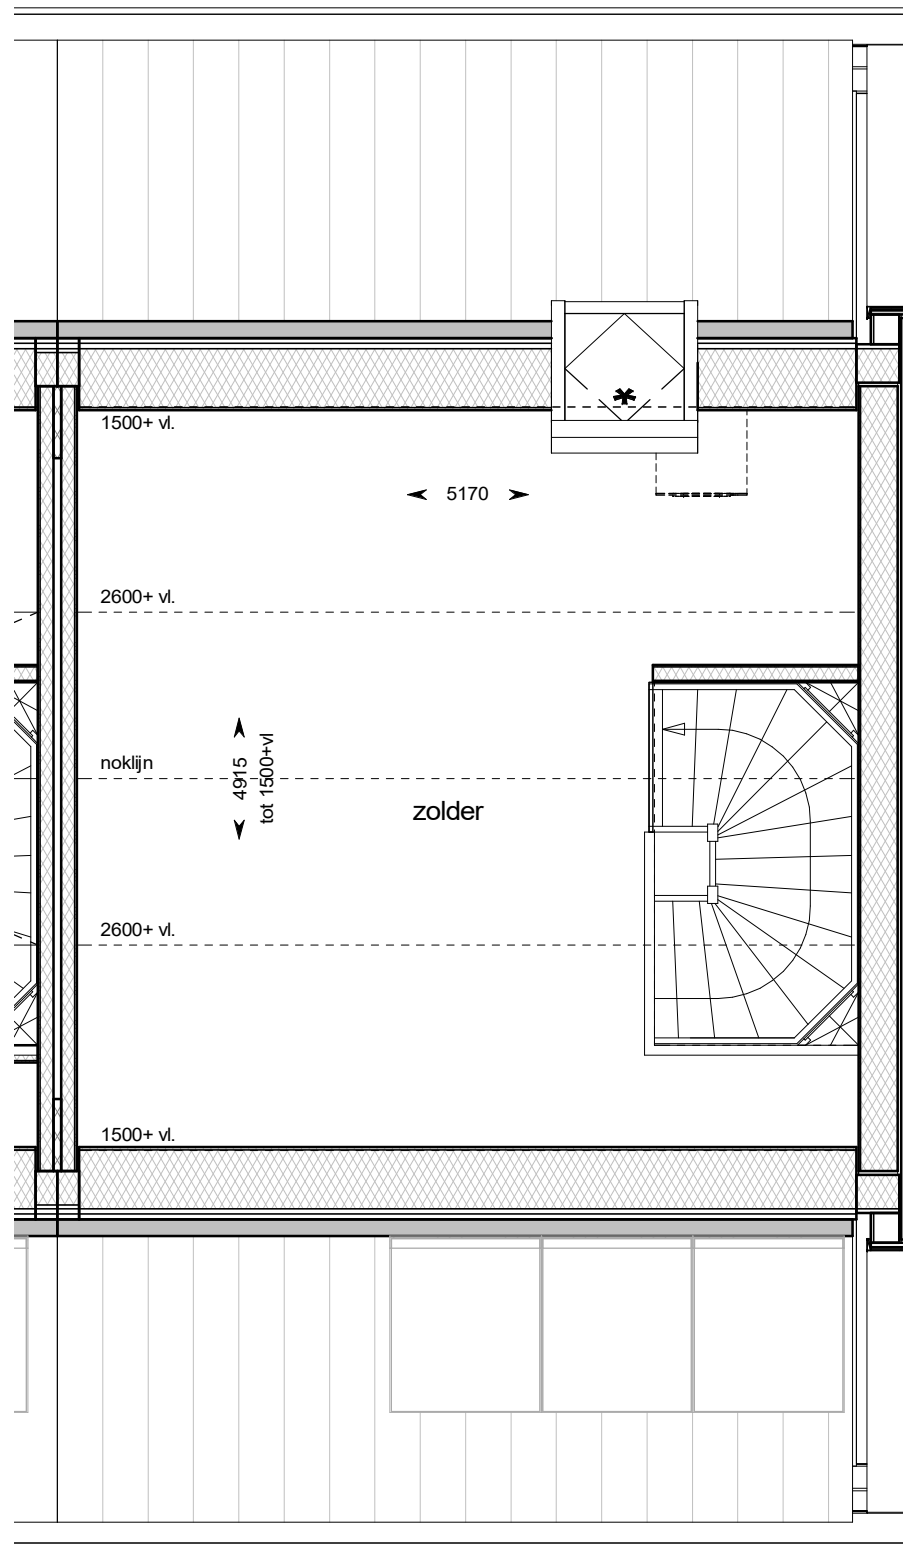 1500+ vl.
5170
2600+ vl.
noklijn
4915
tot 1500+vl
zolder
2600+ vl.
1500+ vl.